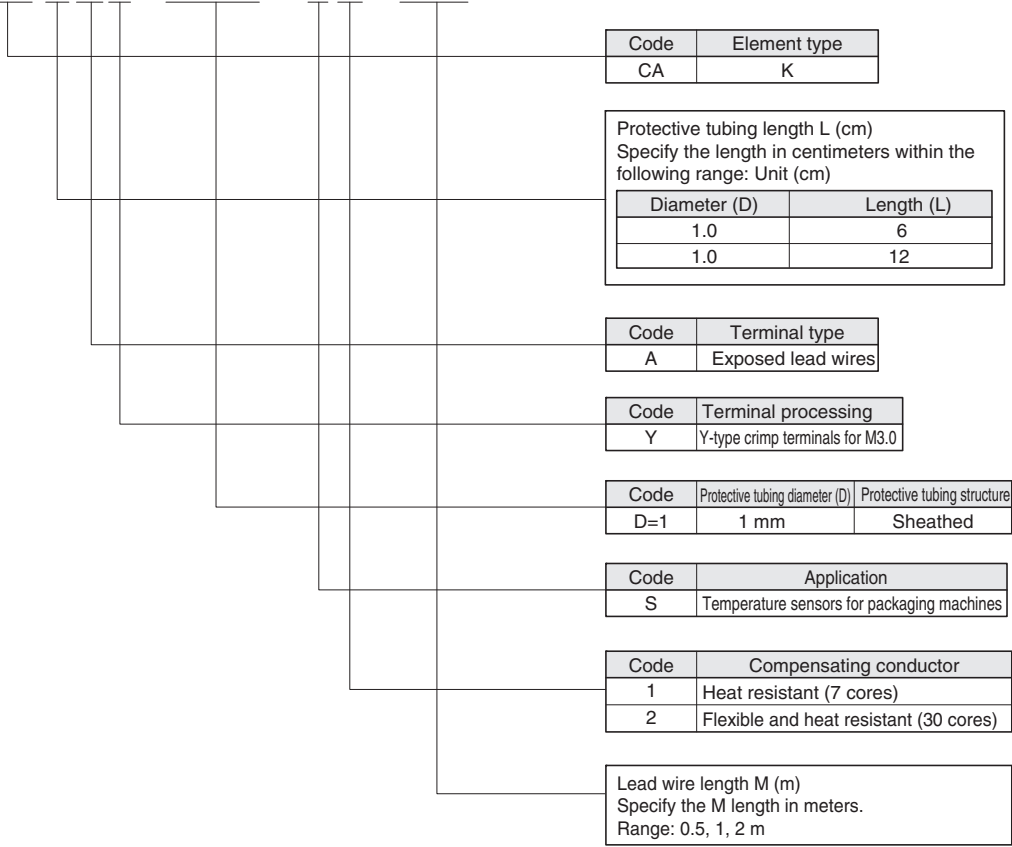 Code Element type
CA K
Protective tubing length L (cm)
Specify the length in centimeters within the
following range: Unit (cm)
Diameter (D) Length (L)
1.0 6
1.0 12
Code Terminal type
A Exposed lead wires
Code Terminal processing
Y Y-type crimp terminals for M3.0
Code Protective tubing diameter (D) Protective tubing structure
D=1 1 mm Sheathed
Code Application
S Temperature sensors for packaging machines
Code Compensating conductor
1 Heat resistant (7 cores)
2 Flexible and heat resistant (30 cores)
Lead wire length M (m)
Specify the M length in meters.
Range: 0.5, 1, 2 m